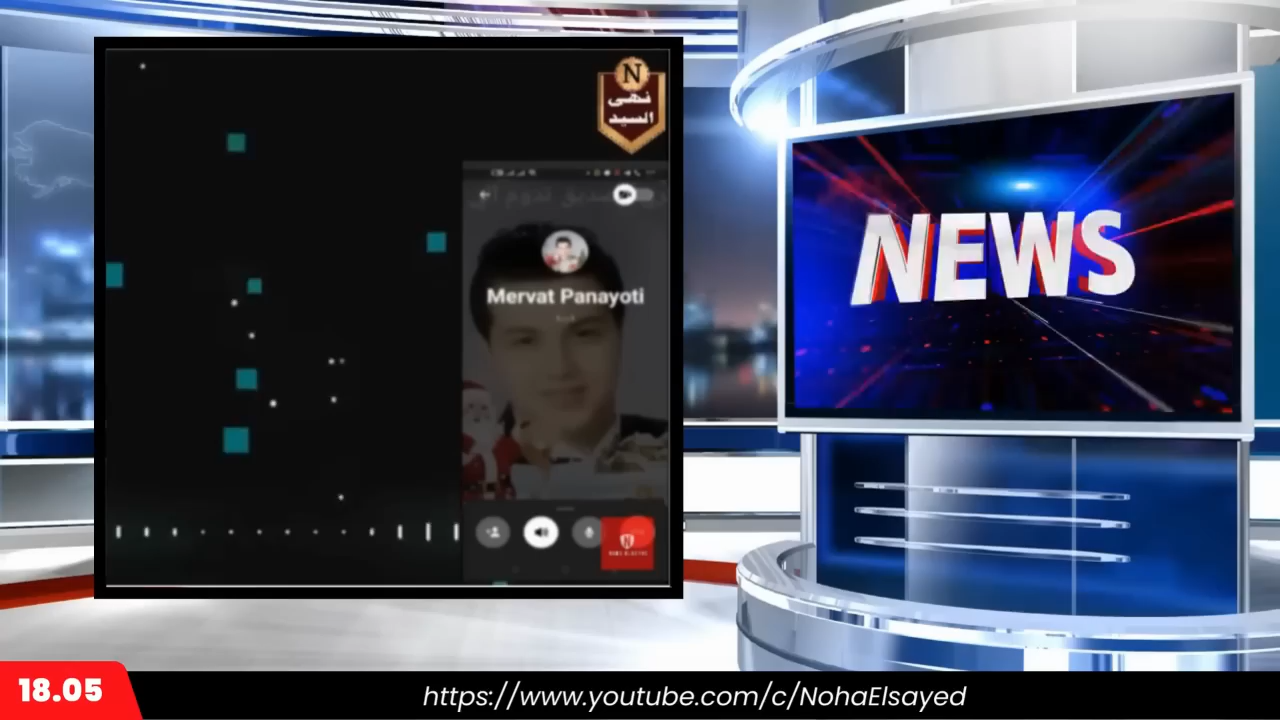 N
نهى
السيد
Mervat Panayoti
NEWS
18.05
https://www.youtube.com/c/NohaElsayed